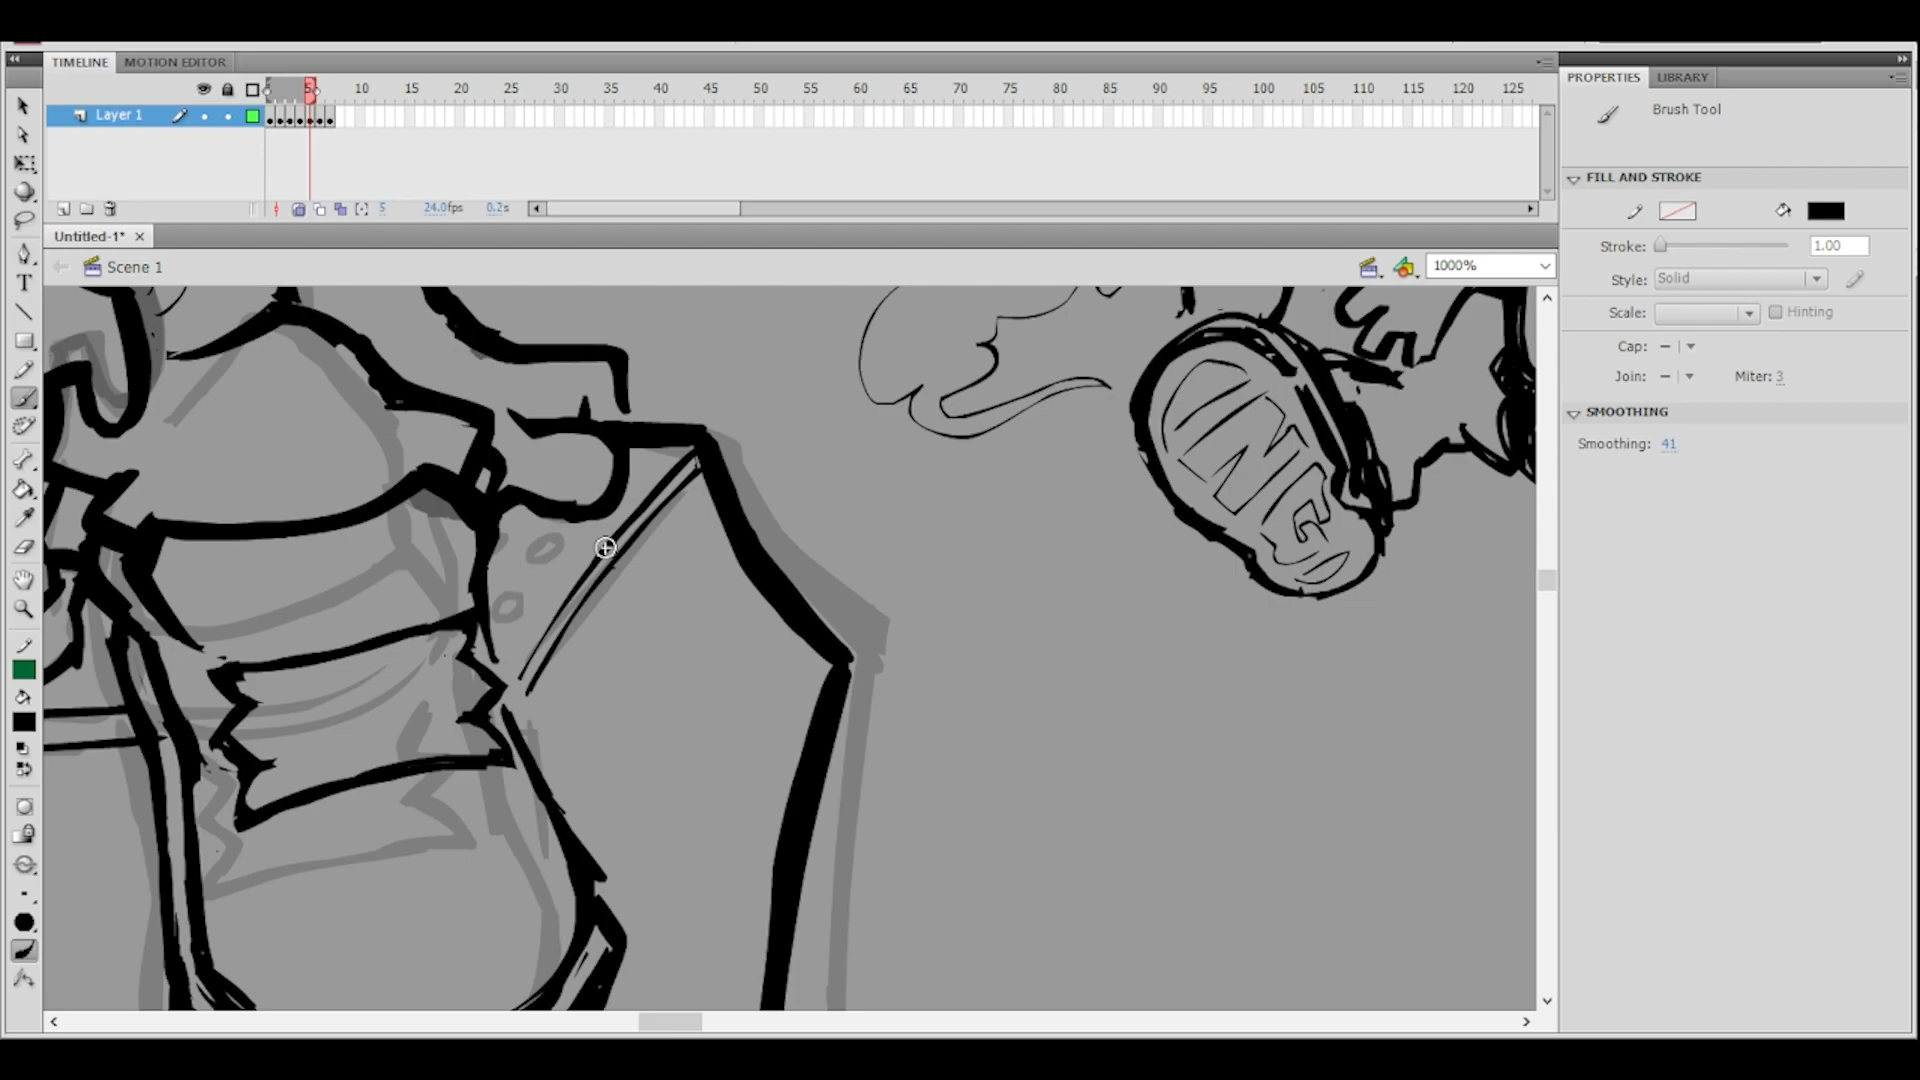 TIMELINE MOTION EDITOR
5 10 15 20 25 30 35 40 45 50 55 60 65 70 75 80 85 90 95 100 105 110 115 120 125
Layer 1
5 24.0fps 0.2s
Untitled-1*
Scene 1
1000%
PROPERTIES LIBRARY
Brush Tool
FILL AND STROKE
Stroke: 1.00
Style: Solid
Scale: Hinting
Cap:
Join: Miter: 3
SMOOTHING
Smoothing: 41